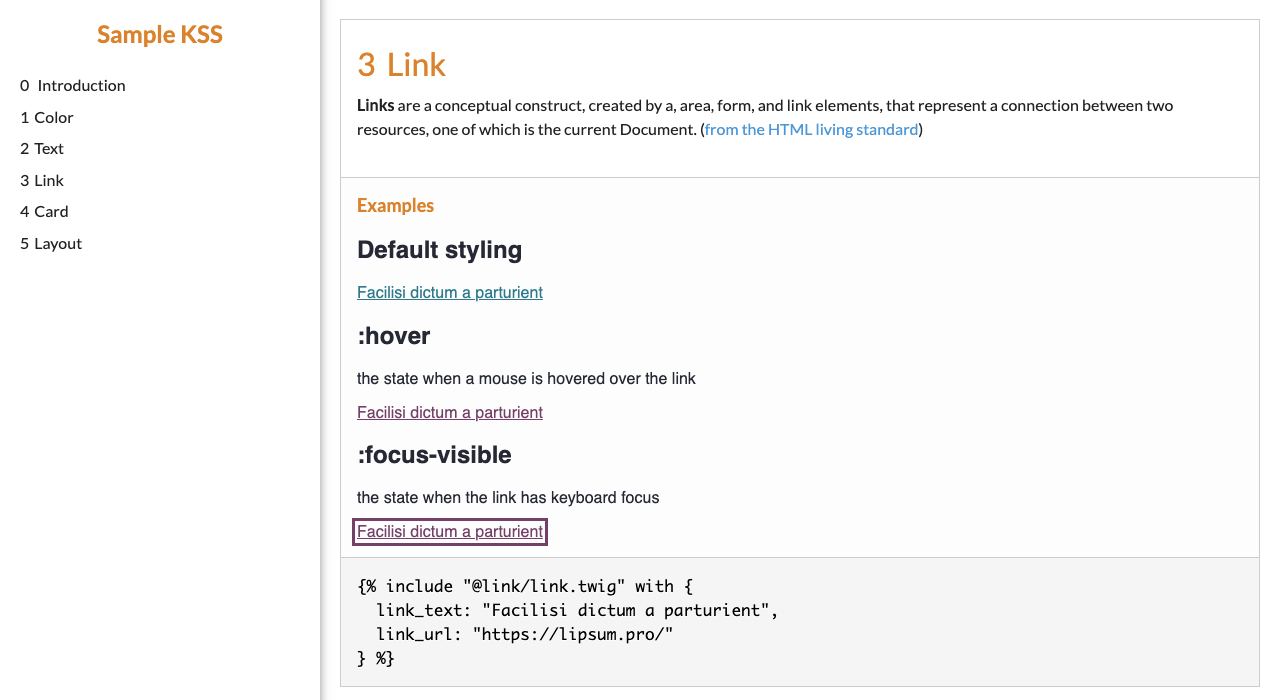 Sample KSS
0 Introduction
1 Color
2 Text
3 Link
4 Card
5 Layout
3 Link
Links are a conceptual construct, created by a, area, form, and link elements, that represent a connection between two
resources, one of which is the current Document. (from the HTML living standard)
Examples
Default styling
Facilisi dictum a parturient
:hover
the state when a mouse is hovered over the link
Facilisi dictum a parturient
:focus-visible
the state when the link has keyboard focus
Facilisi dictum a parturient
{% include "@link/link.twig" with {
  link_text: "Facilisi dictum a parturient",
  link_url: "https://lipsum.pro/"
} %}